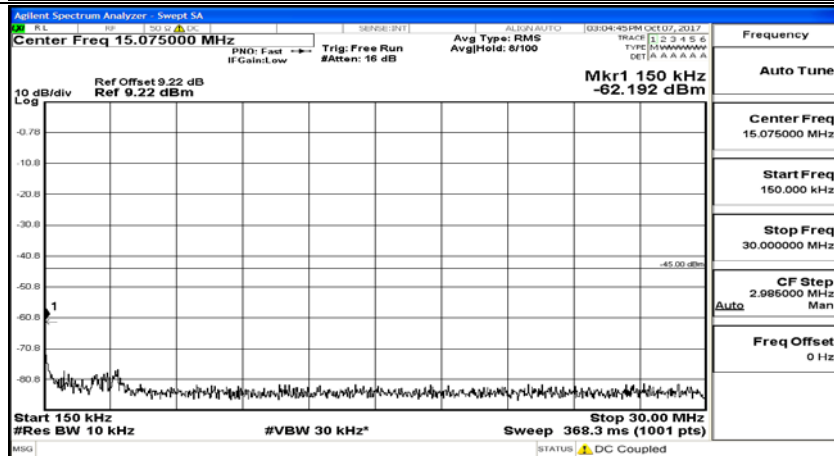 Agilent Spectrum Analyzer - Swept SA
RL RF 50 Ω DC SENSE:INT ALIGN AUTO 03:04:45 PM Oct 07, 2017
Center Freq 15.075000 MHz
PNO: Fast Trig: Free Run Avg Type: RMS TRACE 1 2 3 4 5 6
IFGain:Low #Atten: 16 dB Avg|Hold: 8/100 TYPE M W W W W W
DET A A A A A A
Ref Offset 9.22 dB
10 dB/div Ref 9.22 dBm
Log
Mkr1 150 kHz
-62.192 dBm
-0.78
-10.8
-20.8
-30.8
-40.8
-45.00 dBm
-50.8
1
-60.8
-70.8
-80.8
Start 150 kHz Stop 30.00 MHz
#Res BW 10 kHz #VBW 30 kHz* Sweep 368.3 ms (1001 pts)
MSG STATUS DC Coupled
Frequency
Auto Tune
Center Freq
15.075000 MHz
Start Freq
150.000 kHz
Stop Freq
30.000000 MHz
CF Step
2.985000 MHz
Auto Man
Freq Offset
0 Hz